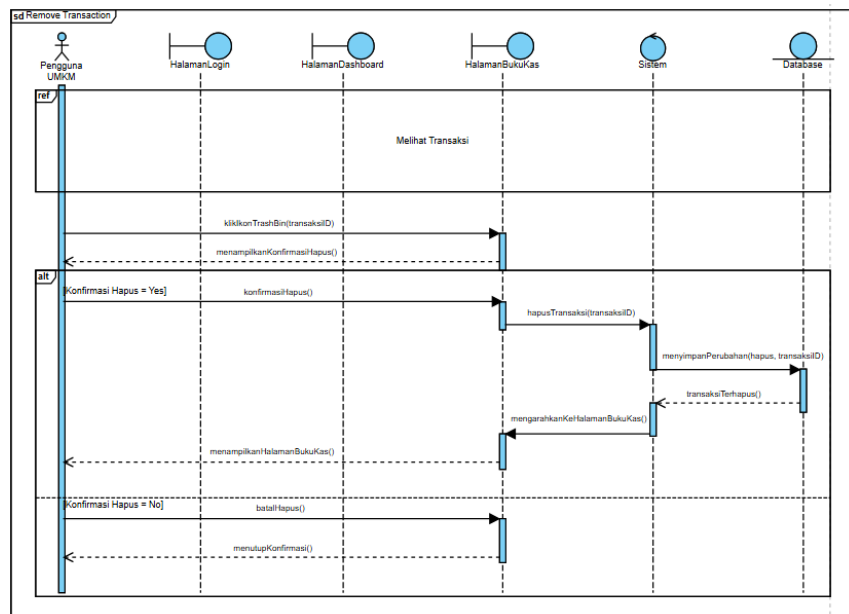 sd Remove Transaction
Pengguna
UMKM
HalamanLogin
HalamanDashboard
HalamanBukuKas
Sistem
Database
ref
Melihat Transaksi
klikIkonTrashBin(transaksiID)
menampilkanKonfirmasiHapus()
alt
[Konfirmasi Hapus = Yes]
konfirmasiHapus()
hapusTransaksi(transaksiID)
menyimpanPerubahan(hapus, transaksiID)
transaksiTerhapus()
mengarahkanKeHalamanBukuKas()
menampilkanHalamanBukuKas()
[Konfirmasi Hapus = No]
batalHapus()
menutupKonfirmasi()